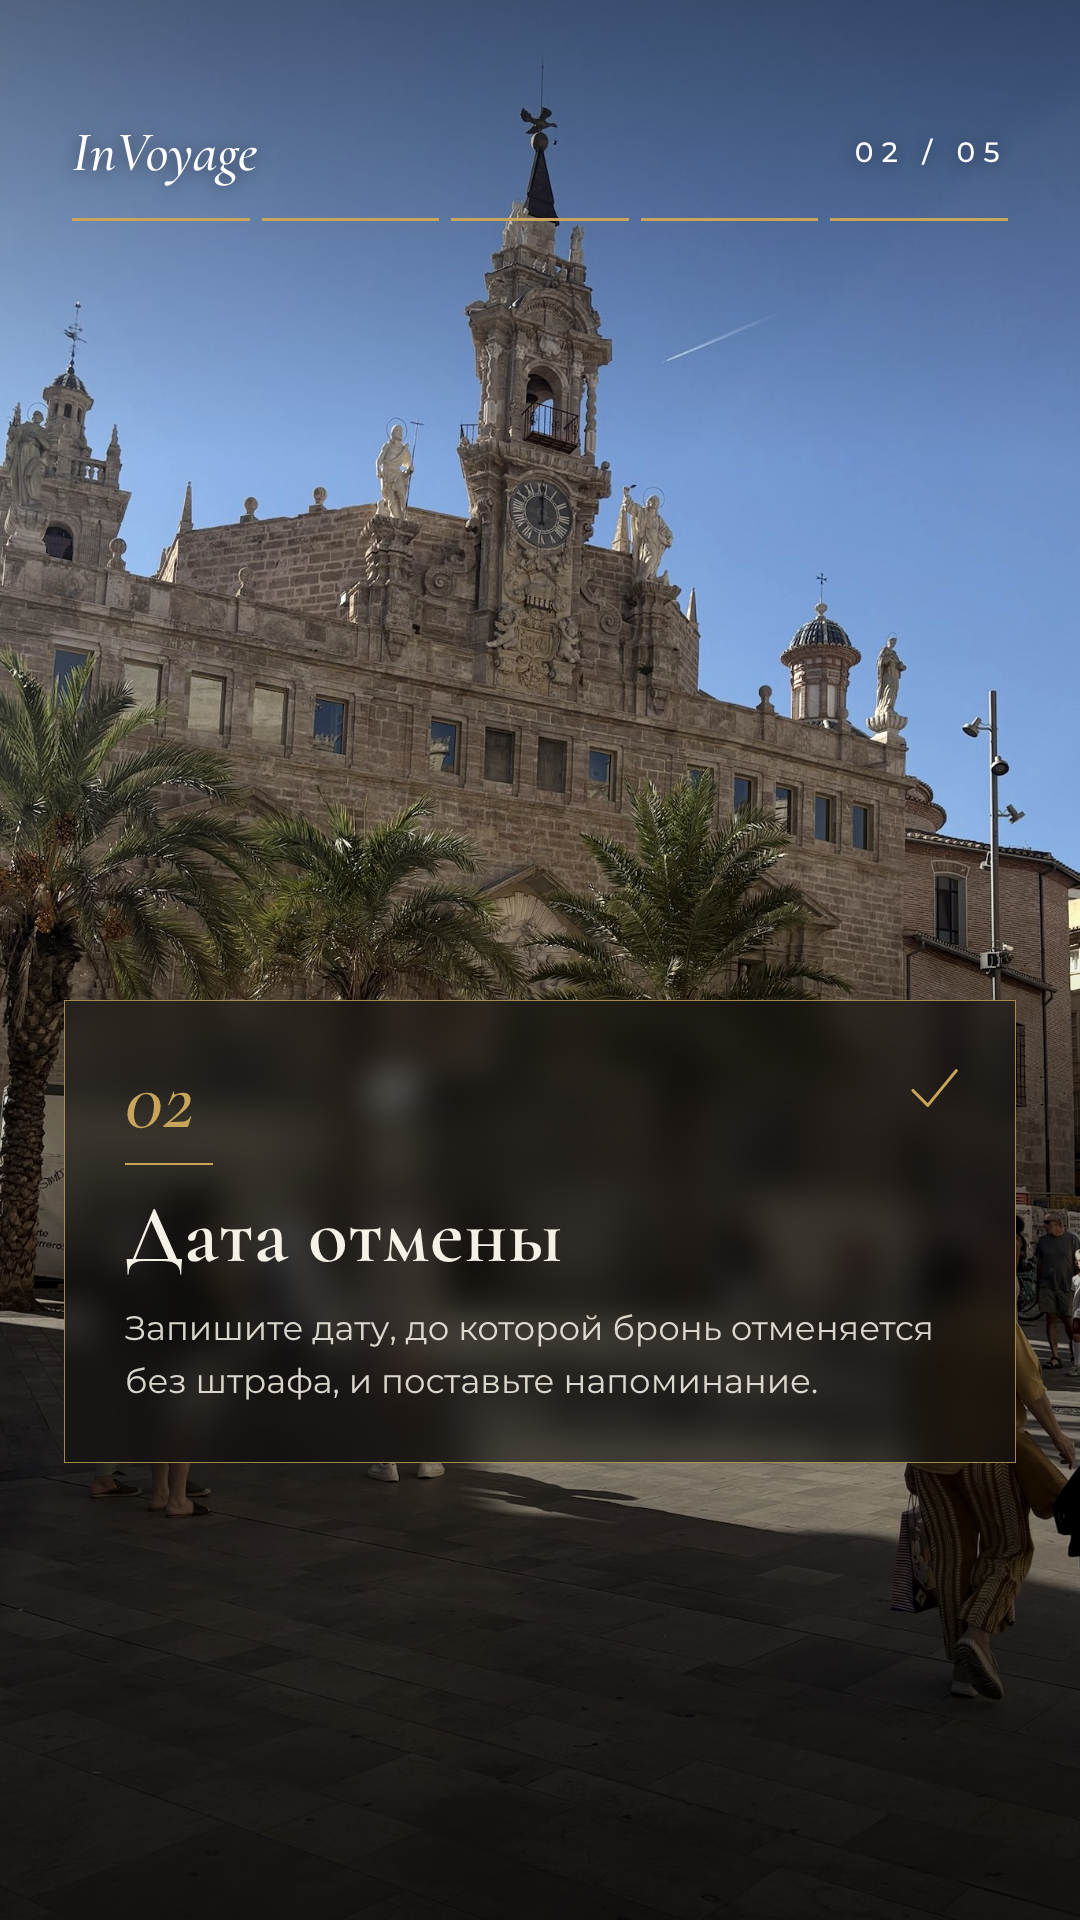 InVoyage
02 / 05
02
Дата отмены
Запишите дату, до которой бронь отменяется
без штрафа, и поставьте напоминание.